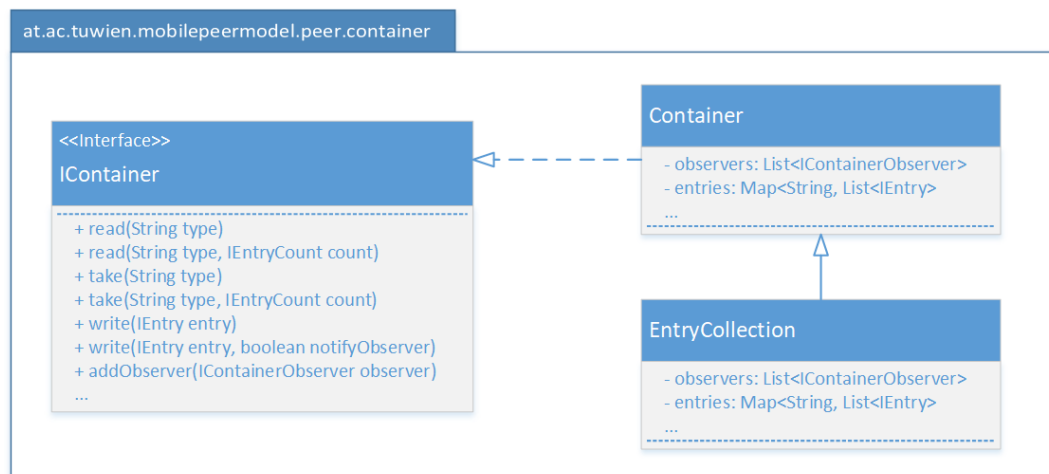 at.ac.tuwien.mobilepeermodel.peer.container
<<Interface>>
IContainer
+ read(String type)
+ read(String type, IEntryCount count)
+ take(String type)
+ take(String type, IEntryCount count)
+ write(IEntry entry)
+ write(IEntry entry, boolean notifyObserver)
+ addObserver(IContainerObserver observer)
...
Container
- observers: List<IContainerObserver>
- entries: Map<String, List<IEntry>
...
EntryCollection
- observers: List<IContainerObserver>
- entries: Map<String, List<IEntry>
...